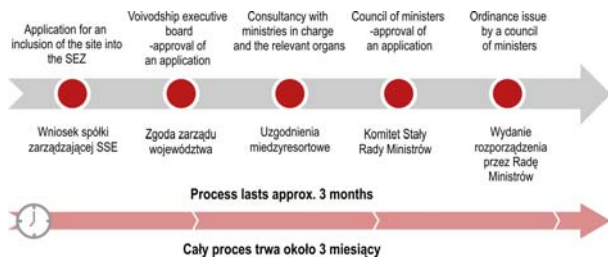 Application for an
inclusion of the site into
the SEZ
Voivodship executive
board
-approval of
an application
Consultancy with
ministries in charge
and the relevant organs
Council of ministers
-approval of
an application
Ordinance issue
by a council
of ministers
Wniosek spółki
zarządzającej SSE
Zgoda zarządu
województwa
Uzgodnienia
miedzyresortowe
Komitet Stały
Rady Ministrów
Wydanie
rozporządzenia
przez Radę
Ministrów
Process lasts approx. 3 months
Cały proces trwa około 3 miesiący